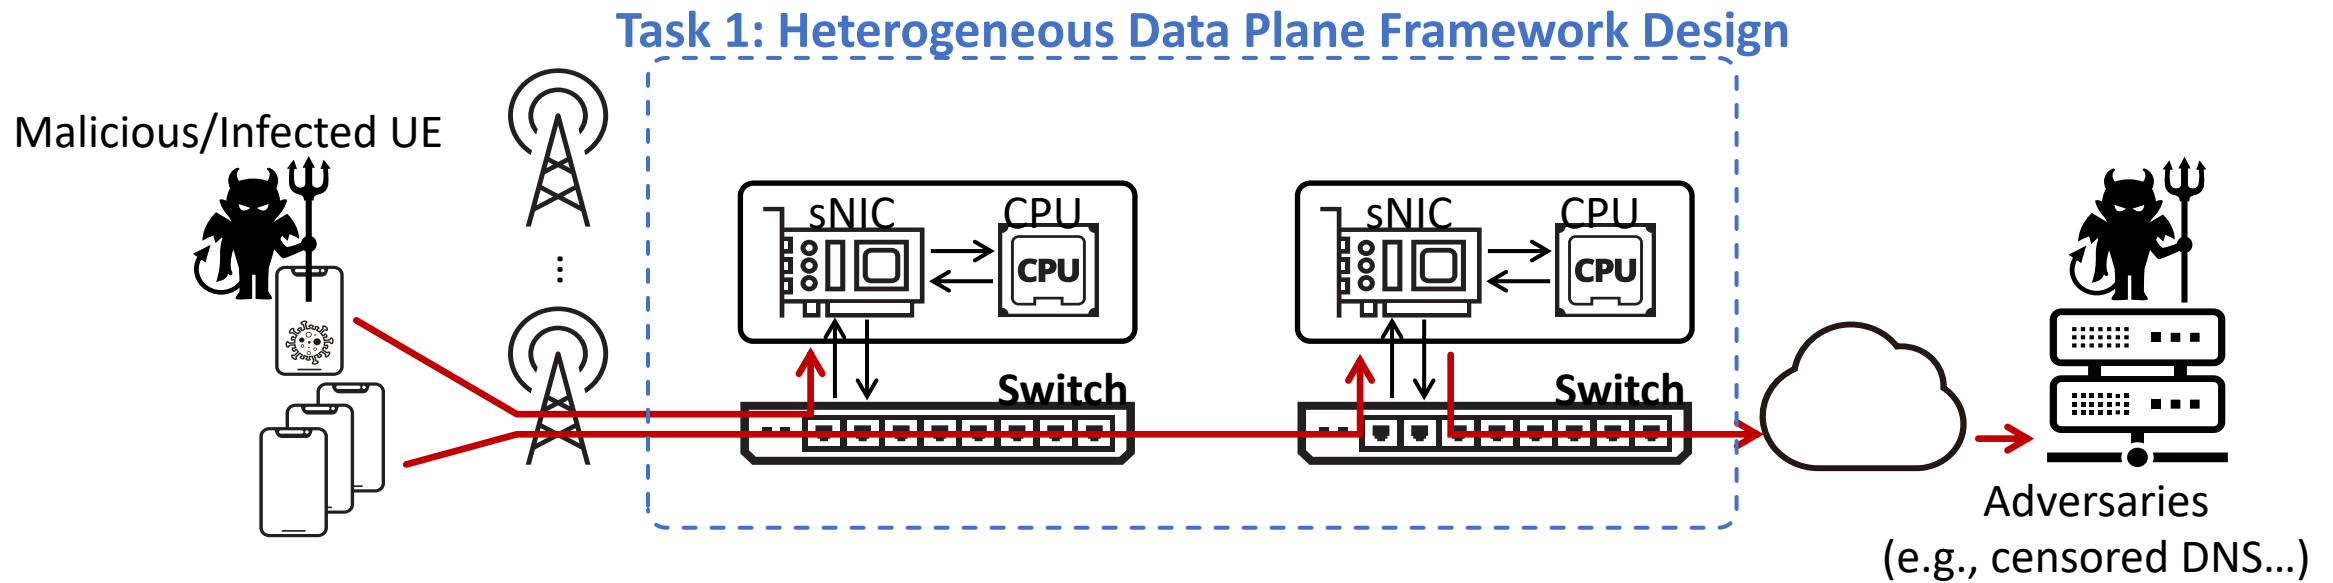 Task 1: Heterogeneous Data Plane Framework Design
Malicious/Infected UE
sNIC
CPU
CPU
Switch
sNIC
CPU
CPU
Switch
...
Adversaries
(e.g., censored DNS...)